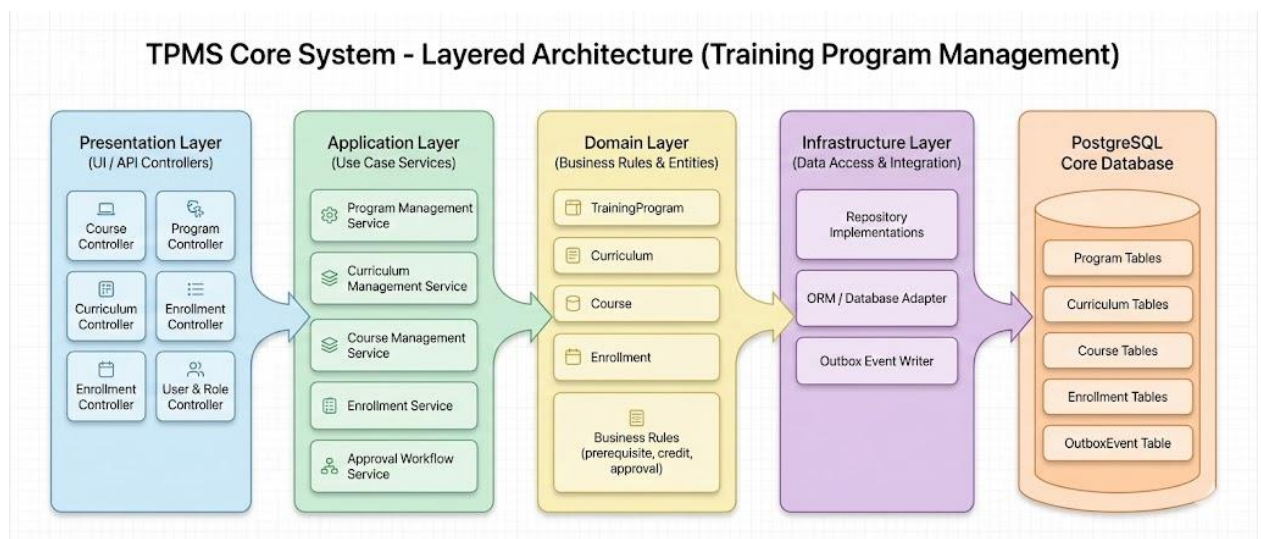 TPMS Core System - Layered Architecture (Training Program Management)
Presentation Layer
(UI / API Controllers)
Course
Controller
Program
Controller
Curriculum
Controller
Enrollment
Controller
Enrollment
Controller
User & Role
Controller
Application Layer
(Use Case Services)
Program Management
Service
Curriculum
Management Service
Course Management
Service
Enrollment Service
Approval Workflow
Service
Domain Layer
(Business Rules & Entities)
TrainingProgram
Curriculum
Course
Enrollment
Business Rules
(prerequisite, credit,
approval)
Infrastructure Layer
(Data Access & Integration)
Repository
Implementations
ORM / Database Adapter
Outbox Event Writer
PostgreSQL
Core Database
Program Tables
Curriculum Tables
Course Tables
Enrollment Tables
OutboxEvent Table